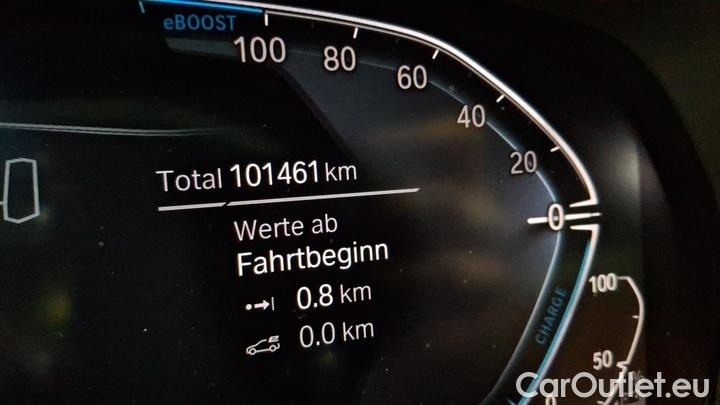 eBOOST
100
80
60
40
20
0
Total 101461 km
Werte ab
Fahrtbeginn
0.8 km
0.0 km
CHARGE
100
50
0
CarOutlet.eu